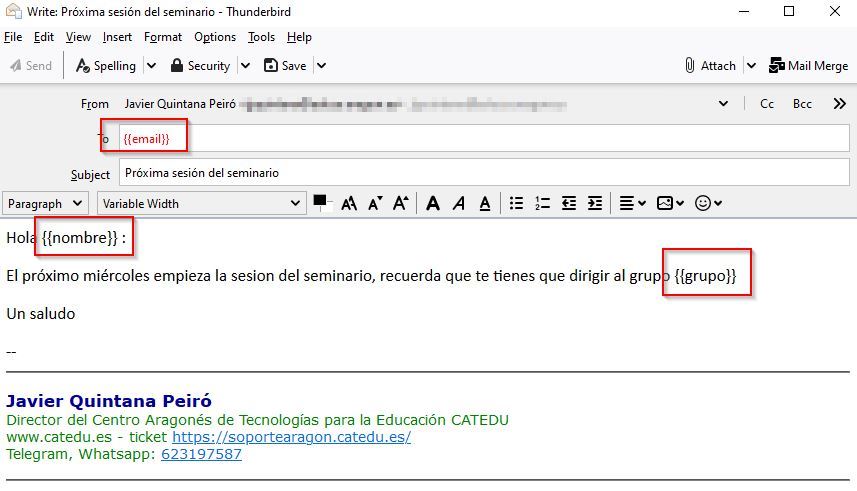 Write: Próxima sesión del seminario - Thunderbird
File Edit View Insert Format Options Tools Help
Send Spelling Security Save Attach Mail Merge
From Javier Quintana Peiró Cc Bcc
To {{email}}
Subject Próxima sesión del seminario
Paragraph Variable Width
Hola {{nombre}} :
El próximo miércoles empieza la sesion del seminario, recuerda que te tienes que dirigir al grupo {{grupo}}
Un saludo
--
Javier Quintana Peiró
Director del Centro Aragonés de Tecnologías para la Educación CATEDU
www.catedu.es - ticket https://soportearagon.catedu.es/
Telegram, Whatsapp: 623197587